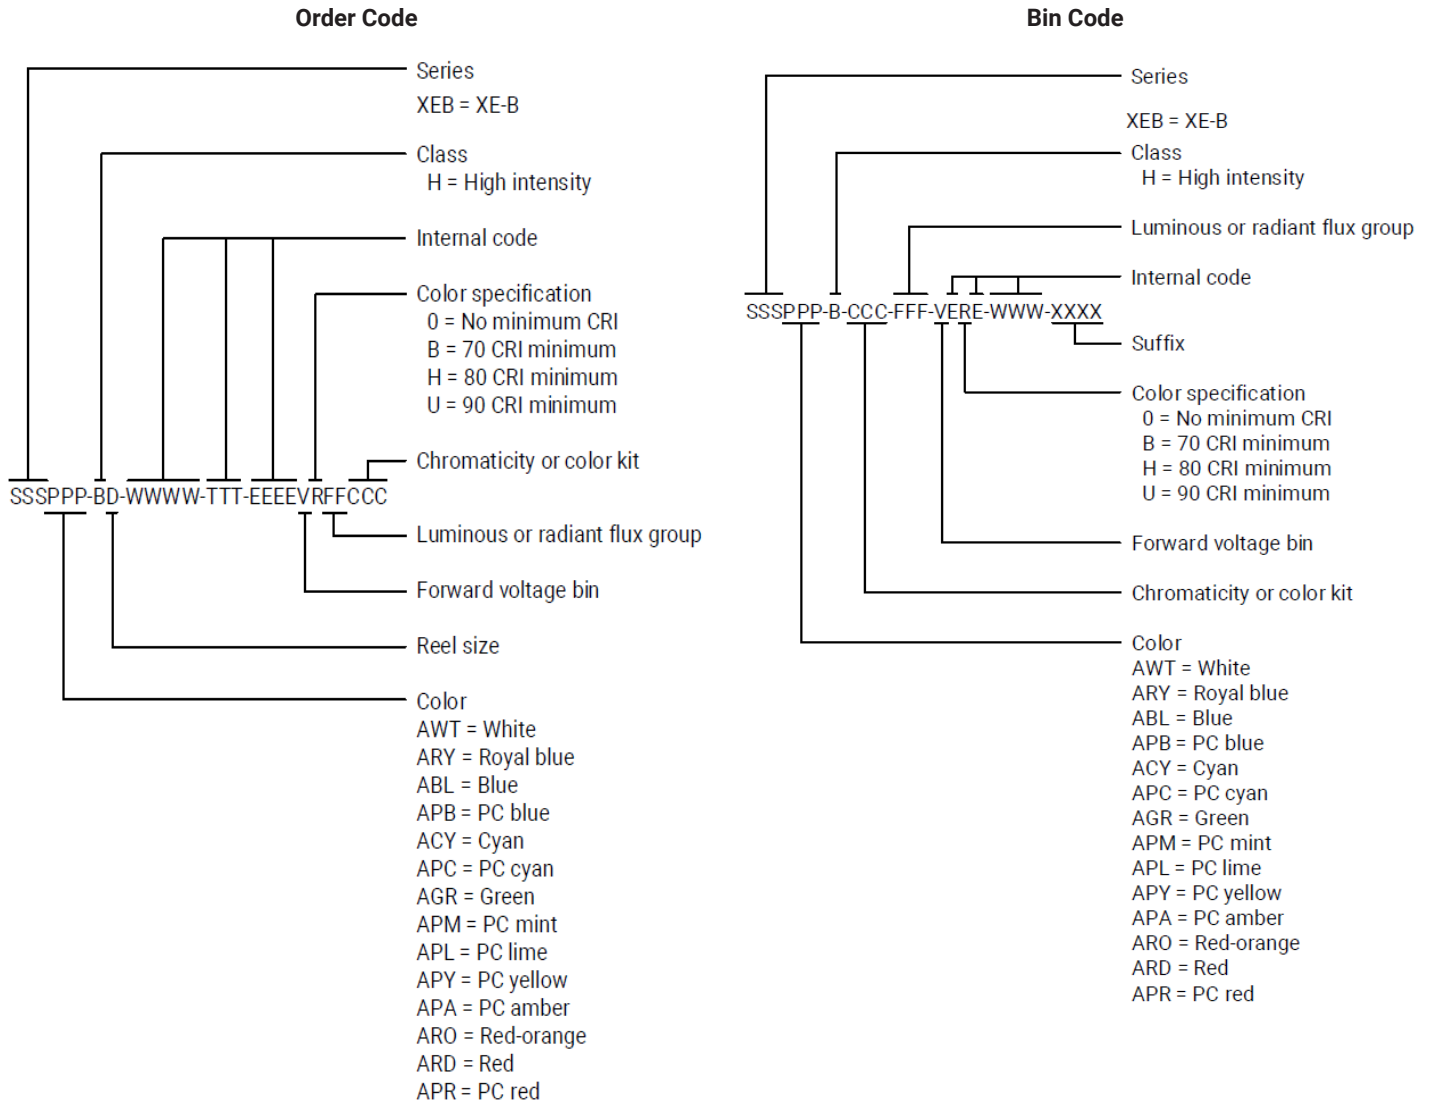 Order Code
Series
XEB = XE-B
Class
H = High intensity
Internal code
Color specification
0 = No minimum CRI
B = 70 CRI minimum
H = 80 CRI minimum
U = 90 CRI minimum
Chromaticity or color kit
SSSPPP-BD-WWWW-TTT-EEEEVRFFCCC
Luminous or radiant flux group
Forward voltage bin
Reel size
Color
AWT = White
ARY = Royal blue
ABL = Blue
APB = PC blue
ACY = Cyan
APC = PC cyan
AGR = Green
APM = PC mint
APL = PC lime
APY = PC yellow
APA = PC amber
ARO = Red-orange
ARD = Red
APR = PC red
Bin Code
Series
XEB = XE-B
Class
H = High intensity
Luminous or radiant flux group
Internal code
SSSPPP-B-CCC-FFF-VERE-WWW-XXXX
Suffix
Color specification
0 = No minimum CRI
B = 70 CRI minimum
H = 80 CRI minimum
U = 90 CRI minimum
Forward voltage bin
Chromaticity or color kit
Color
AWT = White
ARY = Royal blue
ABL = Blue
APB = PC blue
ACY = Cyan
APC = PC cyan
AGR = Green
APM = PC mint
APL = PC lime
APY = PC yellow
APA = PC amber
ARO = Red-orange
ARD = Red
APR = PC red